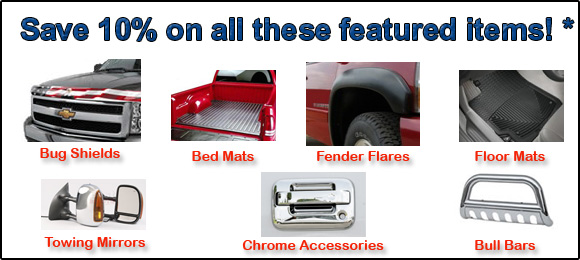 Save 10% on all these featured items! *
Bug Shields
Bed Mats
Fender Flares
Floor Mats
Towing Mirrors
Chrome Accessories
Bull Bars